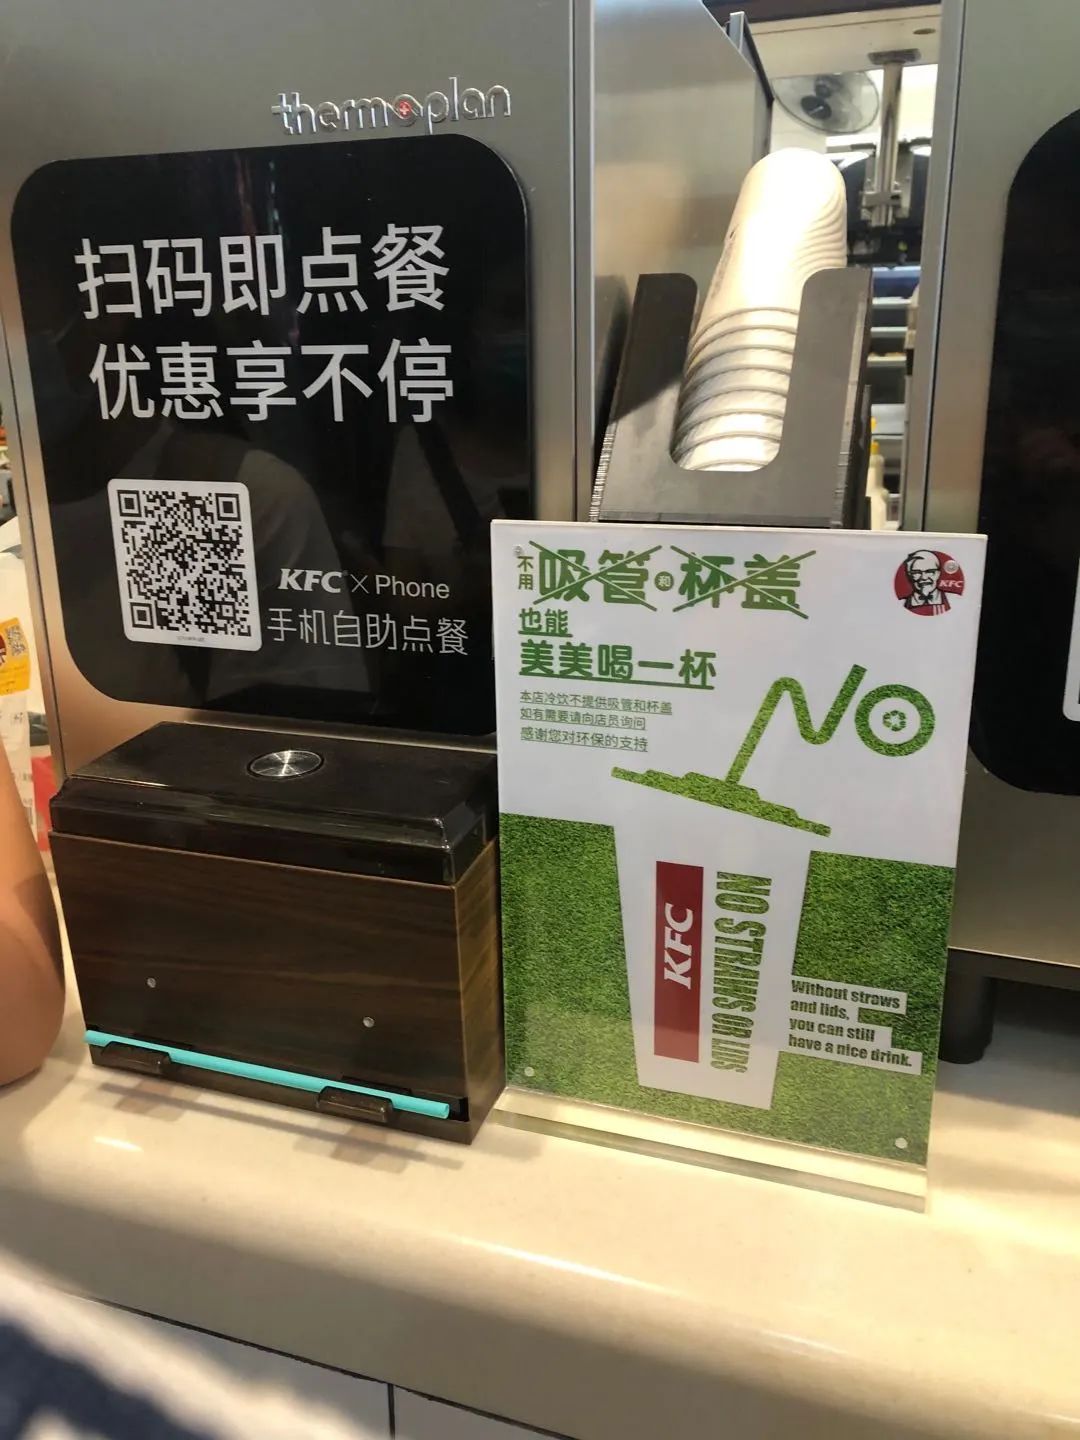 thermoplan
扫码即点餐
优惠享不停
KFC × Phone
手机自助点餐
不用吸管和杯盖
也能
美美喝一杯
本店冷饮不提供吸管和杯盖
如有需要请向店员询问
感谢您对环保的支持
KFC
NO
KFC
NO STRAWS OR LIDS
Without straws
and lids,
you can still
have a nice drink.